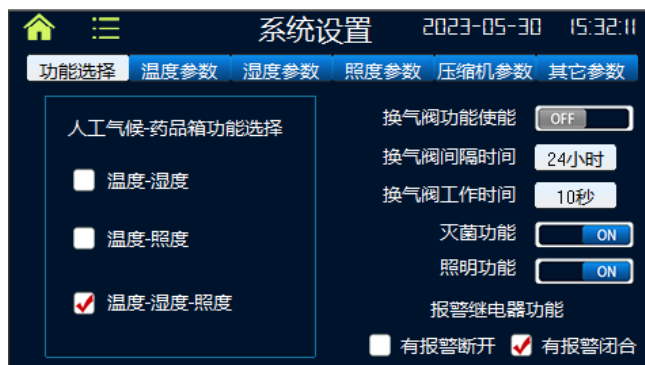 系统设置 2023-05-30 15:32:11
功能选择 温度参数 湿度参数 照度参数 压缩机参数 其它参数
人工气候-药品箱功能选择
温度-湿度
温度-照度
温度-湿度-照度
换气阀功能使能 OFF
换气阀间隔时间 24小时
换气阀工作时间 10秒
灭菌功能 ON
照明功能 ON
报警继电器功能
有报警断开 有报警闭合